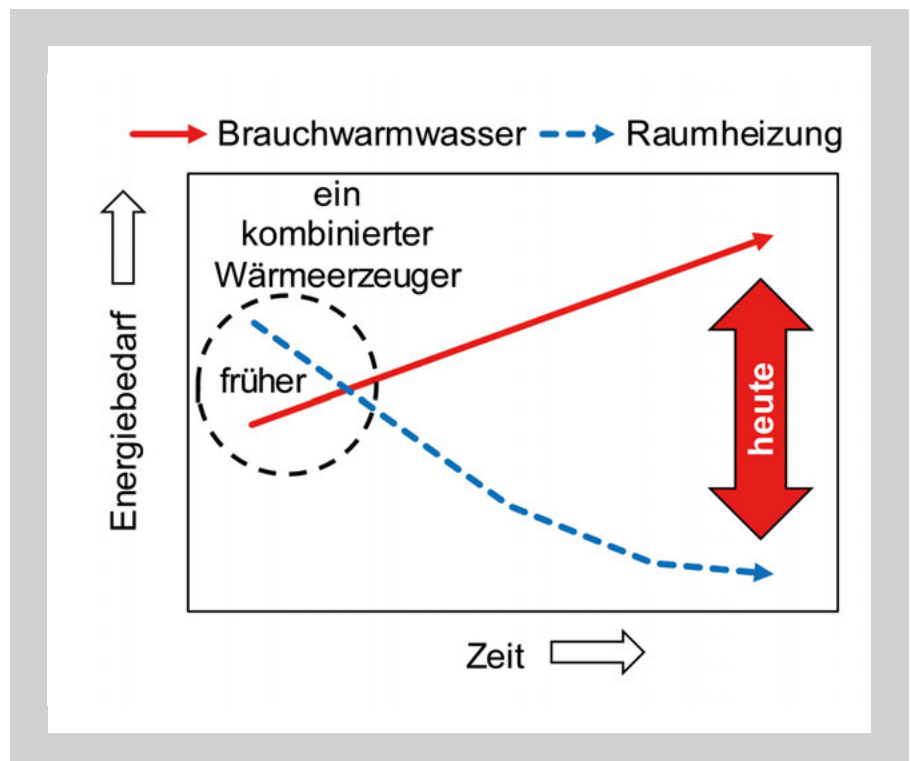 Brauchwarmwasser Raumheizung
ein
kombinierter
Wärmeerzeuger
früher
heute
Energiebedarf
Zeit